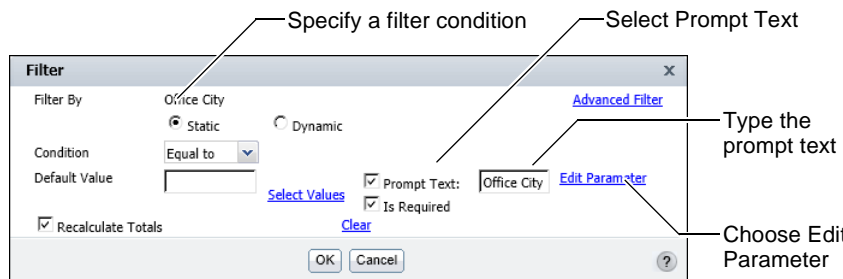 Specify a filter condition
Select Prompt Text
Filter x
Filter By Office City Advanced Filter
Static Dynamic
Type the
prompt text
Condition Equal to
Default Value Select Values Prompt Text: Office City Edit Parameter
Is Required
Recalculate Totals Clear
Choose Edit
Parameter
OK Cancel ?